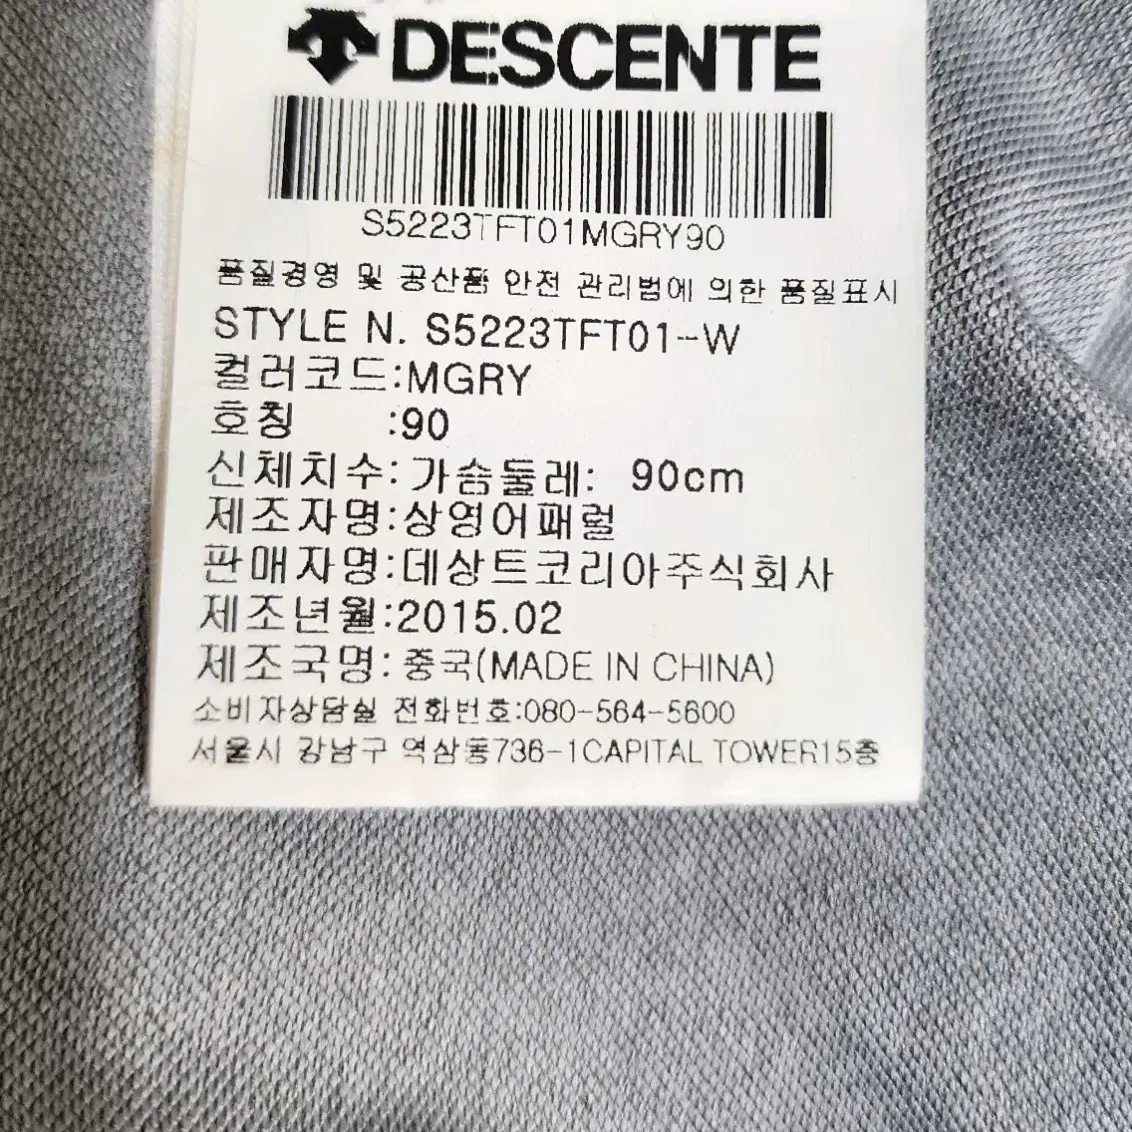 DESCENTE
S5223TFT01MGRY90
품질경영 및 공산품 안전 관리법에 의한 품질표시
STYLE N. S5223TFT01-W
컬러코드:MGRY
호칭 :90
신체치수: 가슴둘레: 90cm
제조자명:상영어패럴
판매자명:데상트코리아주식회사
제조년월:2015.02
제조국명: 중국(MADE IN CHINA)
소비자상담실 전화번호:080-564-5600
서울시 강남구 역삼동736-1CAPITAL TOWER15층